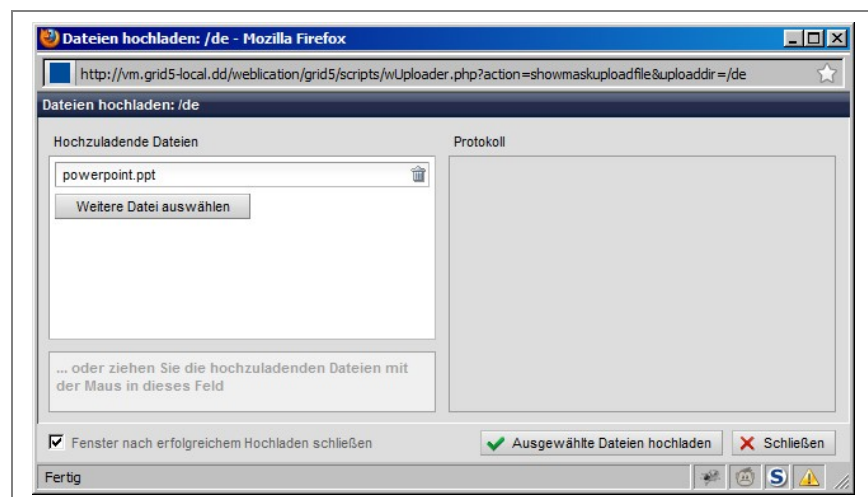 Dateien hochladen: /de - Mozilla Firefox
http://vm.grid5-local.dd/weblication/grid5/scripts/wUploader.php?action=showmaskuploadfile&uploaddir=/de
Dateien hochladen: /de
Hochzuladende Dateien
Protokoll
powerpoint.ppt
Weitere Datei auswählen
... oder ziehen Sie die hochzuladenden Dateien mit
der Maus in dieses Feld
Fenster nach erfolgreichem Hochladen schließen
Ausgewählte Dateien hochladen
Schließen
Fertig
S